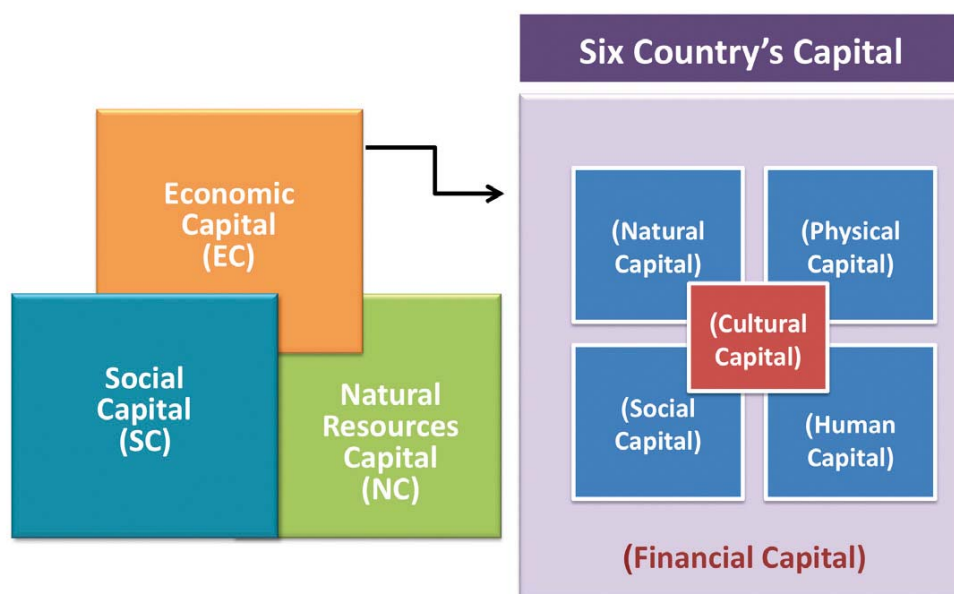 Six Country's Capital
Economic
Capital
(EC)
Social
Capital
(SC)
Natural
Resources
Capital
(NC)
(Natural
Capital)
(Physical
Capital)
(Cultural
Capital)
(Social
Capital)
(Human
Capital)
(Financial Capital)